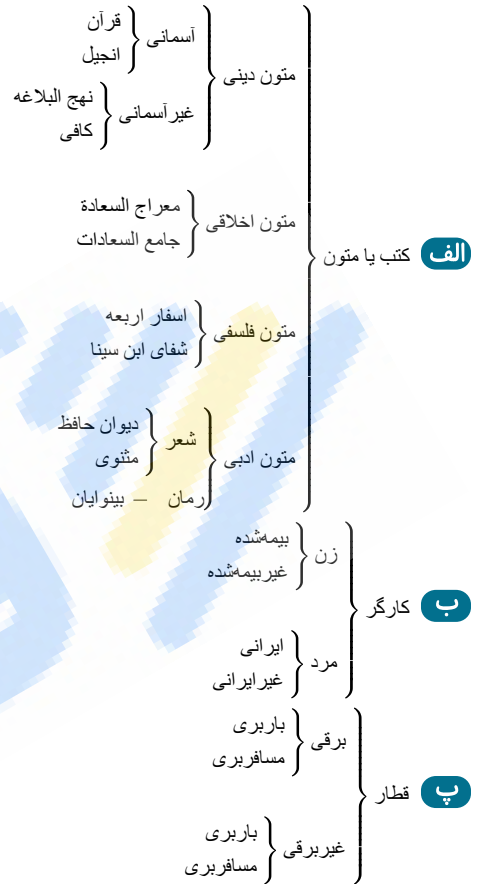 الف
کتب یا متون
متون دینی
آسمانی
قرآن
انجیل
غیرآسمانی
نهج البلاغه
کافی
متون اخلاقی
معراج السعادة
جامع السعادات
متون فلسفی
اسفار اربعه
شفای ابن سینا
متون ادبی
شعر
دیوان حافظ
مثنوی
رمان – بینوایان
ب
کارگر
زن
بیمه‌شده
غیربیمه‌شده
مرد
ایرانی
غیرایرانی
پ
قطار
برقی
باربری
مسافربری
غیربرقی
باربری
مسافربری